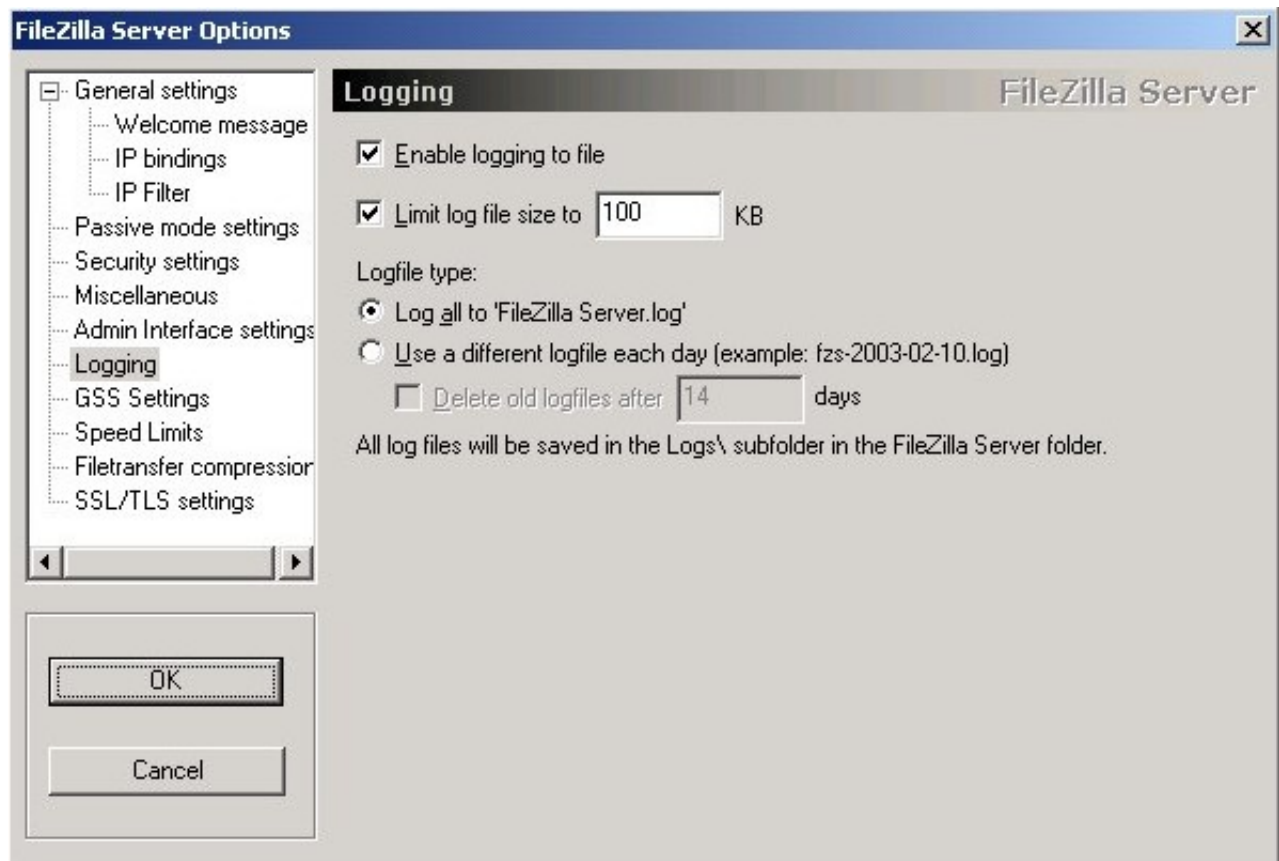 FileZilla Server Options
General settings
Welcome message
IP bindings
IP Filter
Passive mode settings
Security settings
Miscellaneous
Admin Interface settings
Logging
GSS Settings
Speed Limits
Filetransfer compression
SSL/TLS settings
OK
Cancel
Logging FileZilla Server
Enable logging to file
Limit log file size to 100 KB
Logfile type:
Log all to 'FileZilla Server.log'
Use a different logfile each day (example: fzs-2003-02-10.log)
Delete old logfiles after 14 days
All log files will be saved in the Logs\ subfolder in the FileZilla Server folder.